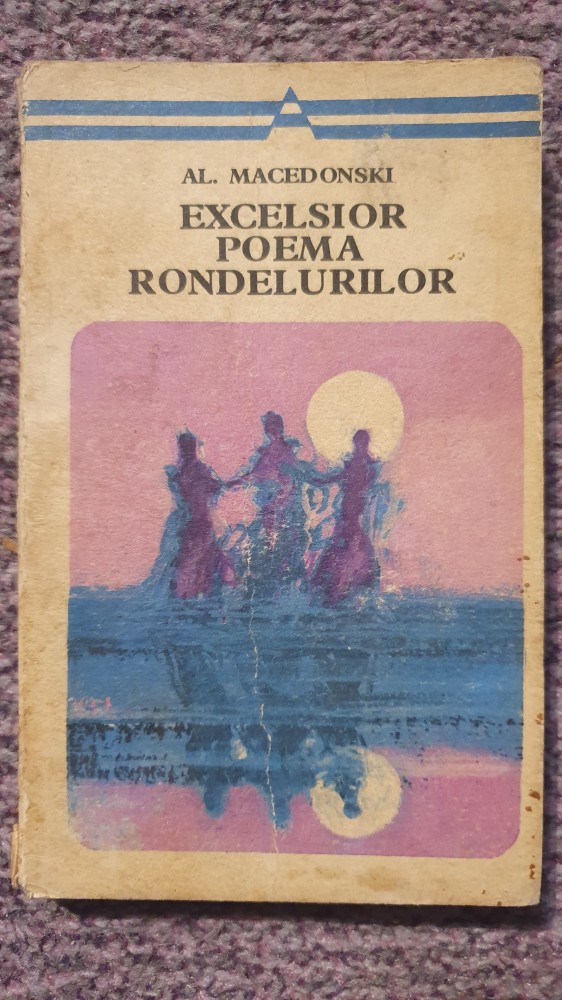 A
AL. MACEDONSKI
EXCELSIOR
POEMA
RONDELURILOR